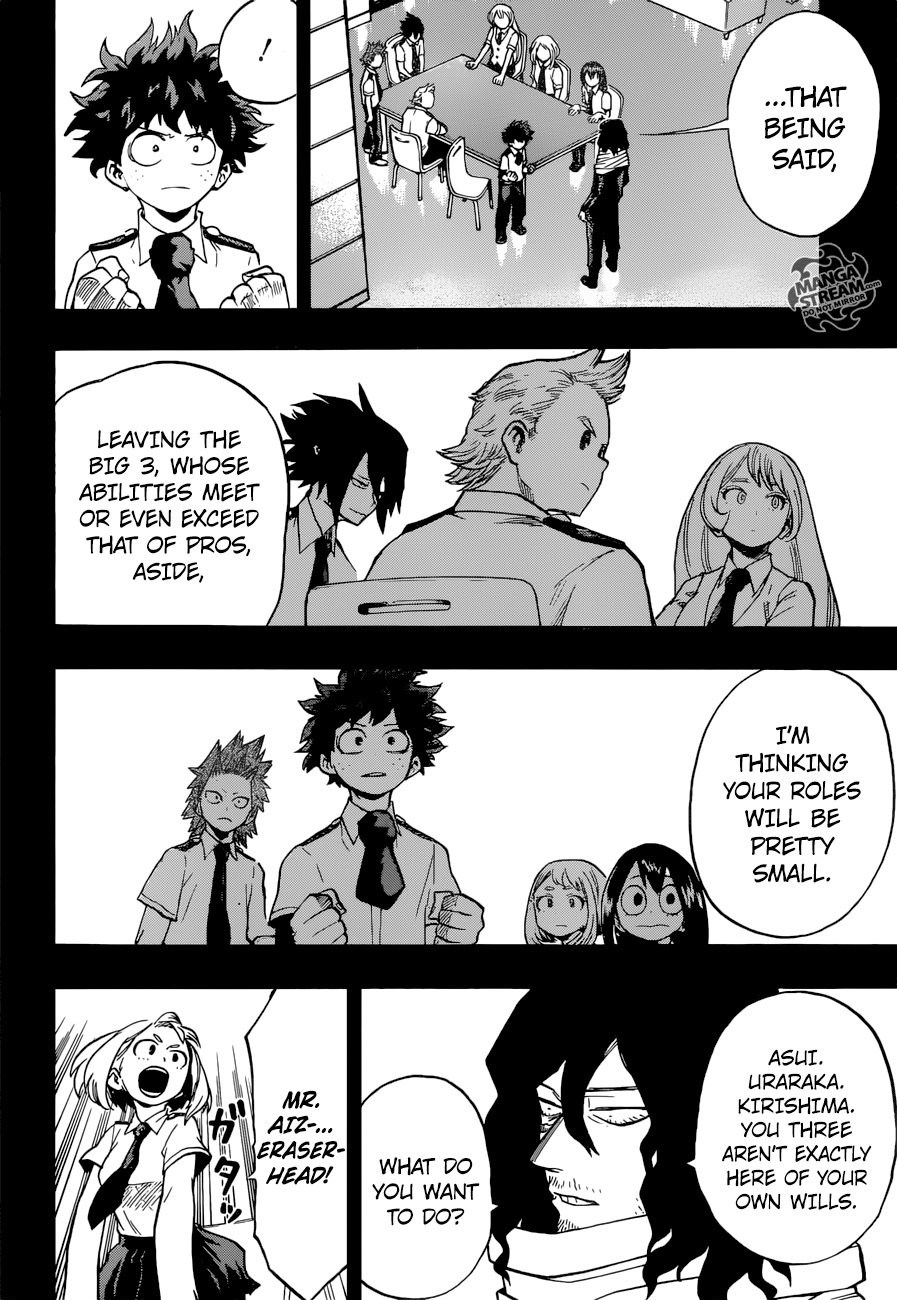 ...THAT
BEING
SAID,
!
MANGA
STREAM.com
DO NOT MIRROR
LEAVING THE
BIG 3, WHOSE
ABILITIES MEET
OR EVEN EXCEED
THAT OF PROS,
ASIDE,
I'M
THINKING
YOUR ROLES
WILL BE
PRETTY
SMALL.
ASUI.
URARAKA.
KIRISHIMA.
YOU THREE
AREN'T EXACTLY
HERE OF YOUR
OWN WILLS.
WHAT DO
YOU WANT
TO DO?
MR.
AIZ-...
ERASER-
HEAD!
ガタッ